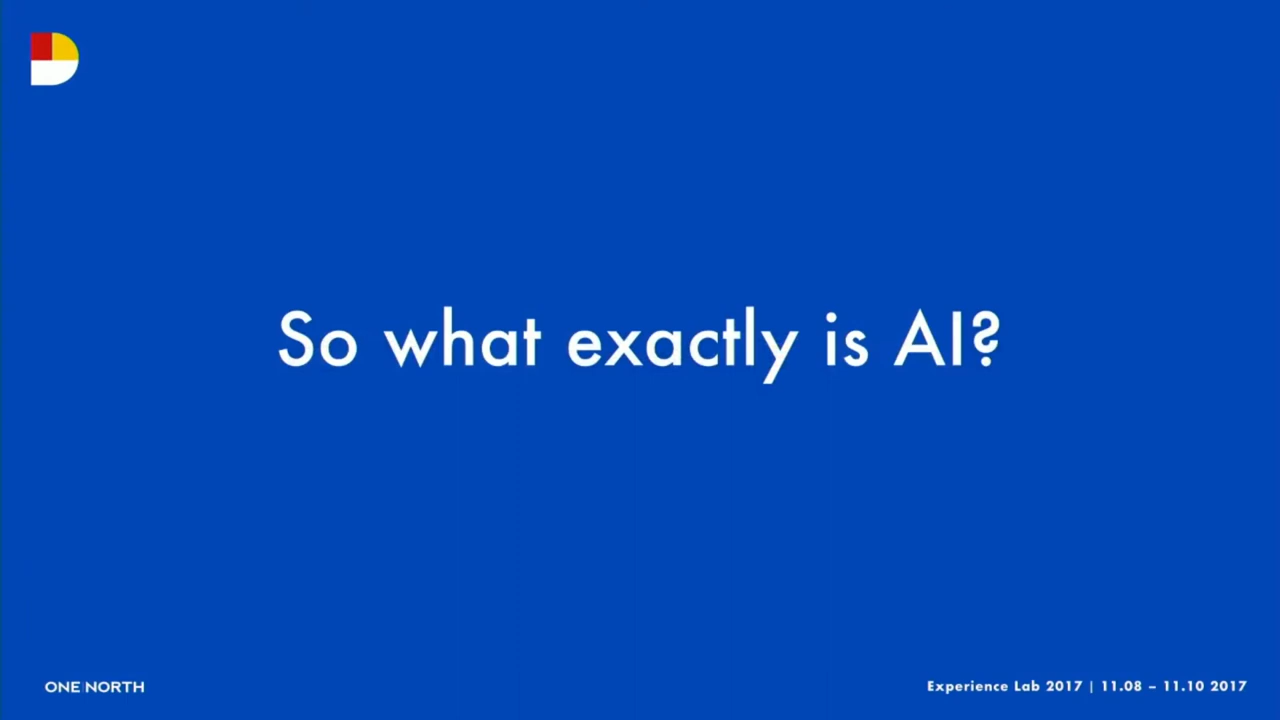 So what exactly is AI?
ONE NORTH
Experience Lab 2017 | 11.08 – 11.10 2017